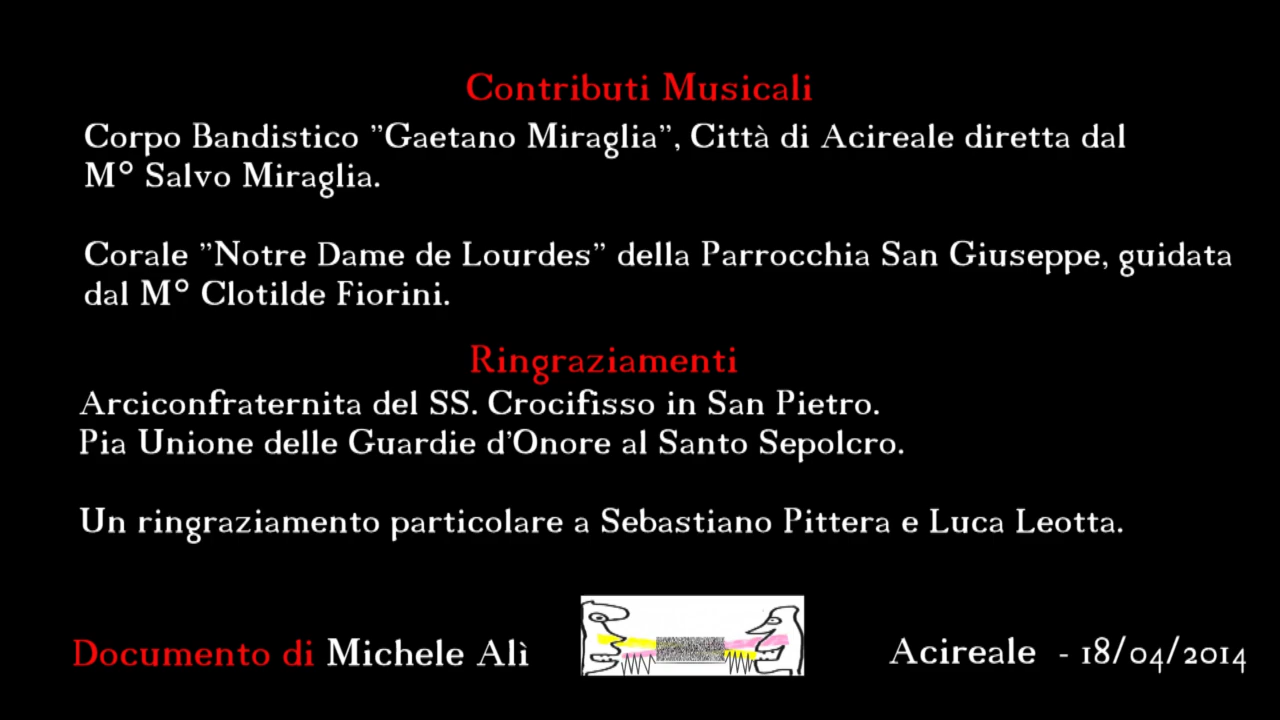 Contributi Musicali
Corpo Bandistico "Gaetano Miraglia", Città di Acireale diretta dal
M° Salvo Miraglia.
Corale "Notre Dame de Lourdes" della Parrocchia San Giuseppe, guidata
dal M° Clotilde Fiorini.
Ringraziamenti
Arciconfraternita del SS. Crocifisso in San Pietro.
Pia Unione delle Guardie d'Onore al Santo Sepolcro.
Un ringraziamento particolare a Sebastiano Pittera e Luca Leotta.
Documento di Michele Alì
Acireale - 18/04/2014